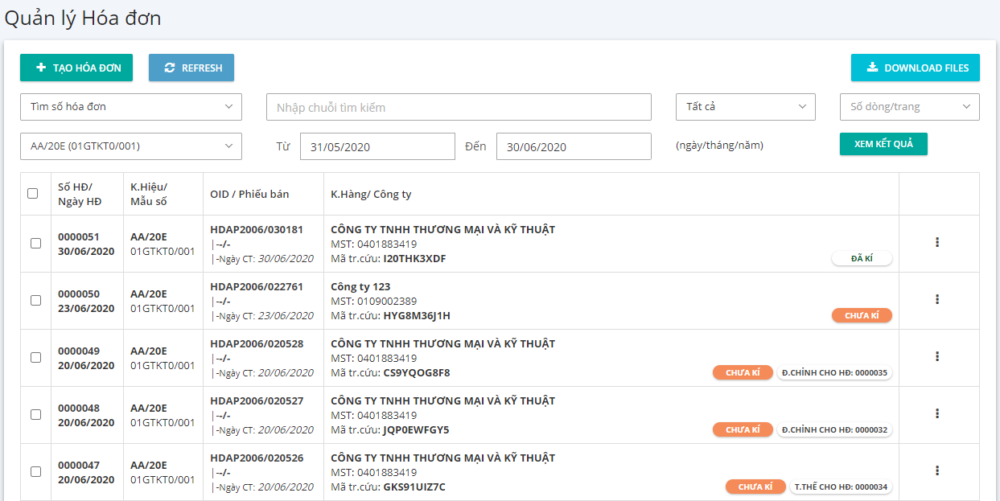 Quản lý Hóa đơn
TẠO HÓA ĐƠN REFRESH DOWNLOAD FILES
Tìm số hóa đơn Nhập chuỗi tìm kiếm Tất cả Số dòng/trang
AA/20E (01GTKT0/001) Từ 31/05/2020 Đến 30/06/2020 (ngày/tháng/năm) XEM KẾT QUẢ
Số HĐ/
Ngày HĐ
K.Hiệu/
Mẫu số
OID / Phiếu bán
K.Hàng/ Công ty
0000051
30/06/2020
AA/20E
01GTKT0/001
HDAP2006/030181
|--/-
|-Ngày CT: 30/06/2020
CÔNG TY TNHH THƯƠNG MẠI VÀ KỸ THUẬT
MST: 0401883419
Mã tr.cứu: I20THK3XDF
ĐÃ KÍ
0000050
23/06/2020
AA/20E
01GTKT0/001
HDAP2006/022761
|--/-
|-Ngày CT: 23/06/2020
Công ty 123
MST: 0109002389
Mã tr.cứu: HYG8M36J1H
CHƯA KÍ
0000049
20/06/2020
AA/20E
01GTKT0/001
HDAP2006/020528
|--/-
|-Ngày CT: 20/06/2020
CÔNG TY TNHH THƯƠNG MẠI VÀ KỸ THUẬT
MST: 0401883419
Mã tr.cứu: CS9YQOG8F8
CHƯA KÍ Đ.CHỈNH CHO HĐ: 0000035
0000048
20/06/2020
AA/20E
01GTKT0/001
HDAP2006/020527
|--/-
|-Ngày CT: 20/06/2020
CÔNG TY TNHH THƯƠNG MẠI VÀ KỸ THUẬT
MST: 0401883419
Mã tr.cứu: JQP0EWFGY5
CHƯA KÍ Đ.CHỈNH CHO HĐ: 0000032
0000047
20/06/2020
AA/20E
01GTKT0/001
HDAP2006/020526
|--/-
|-Ngày CT: 20/06/2020
CÔNG TY TNHH THƯƠNG MẠI VÀ KỸ THUẬT
MST: 0401883419
Mã tr.cứu: GKS91UIZ7C
CHƯA KÍ T.THẾ CHO HĐ: 0000034